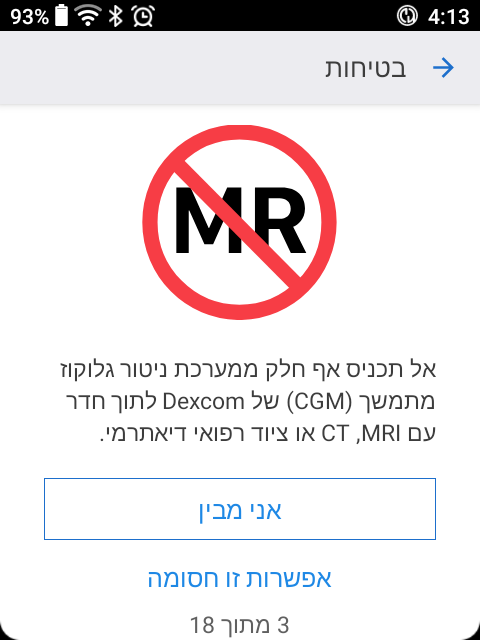 93% 4:13
בטיחות
MR
אל תכניס אף חלק ממערכת ניטור גלוקוז
מתמשך (CGM) של Dexcom לתוך חדר
עם CT ,MRI או ציוד רפואי דיאתרמי.
אני מבין
אפשרות זו חסומה
3 מתוך 18